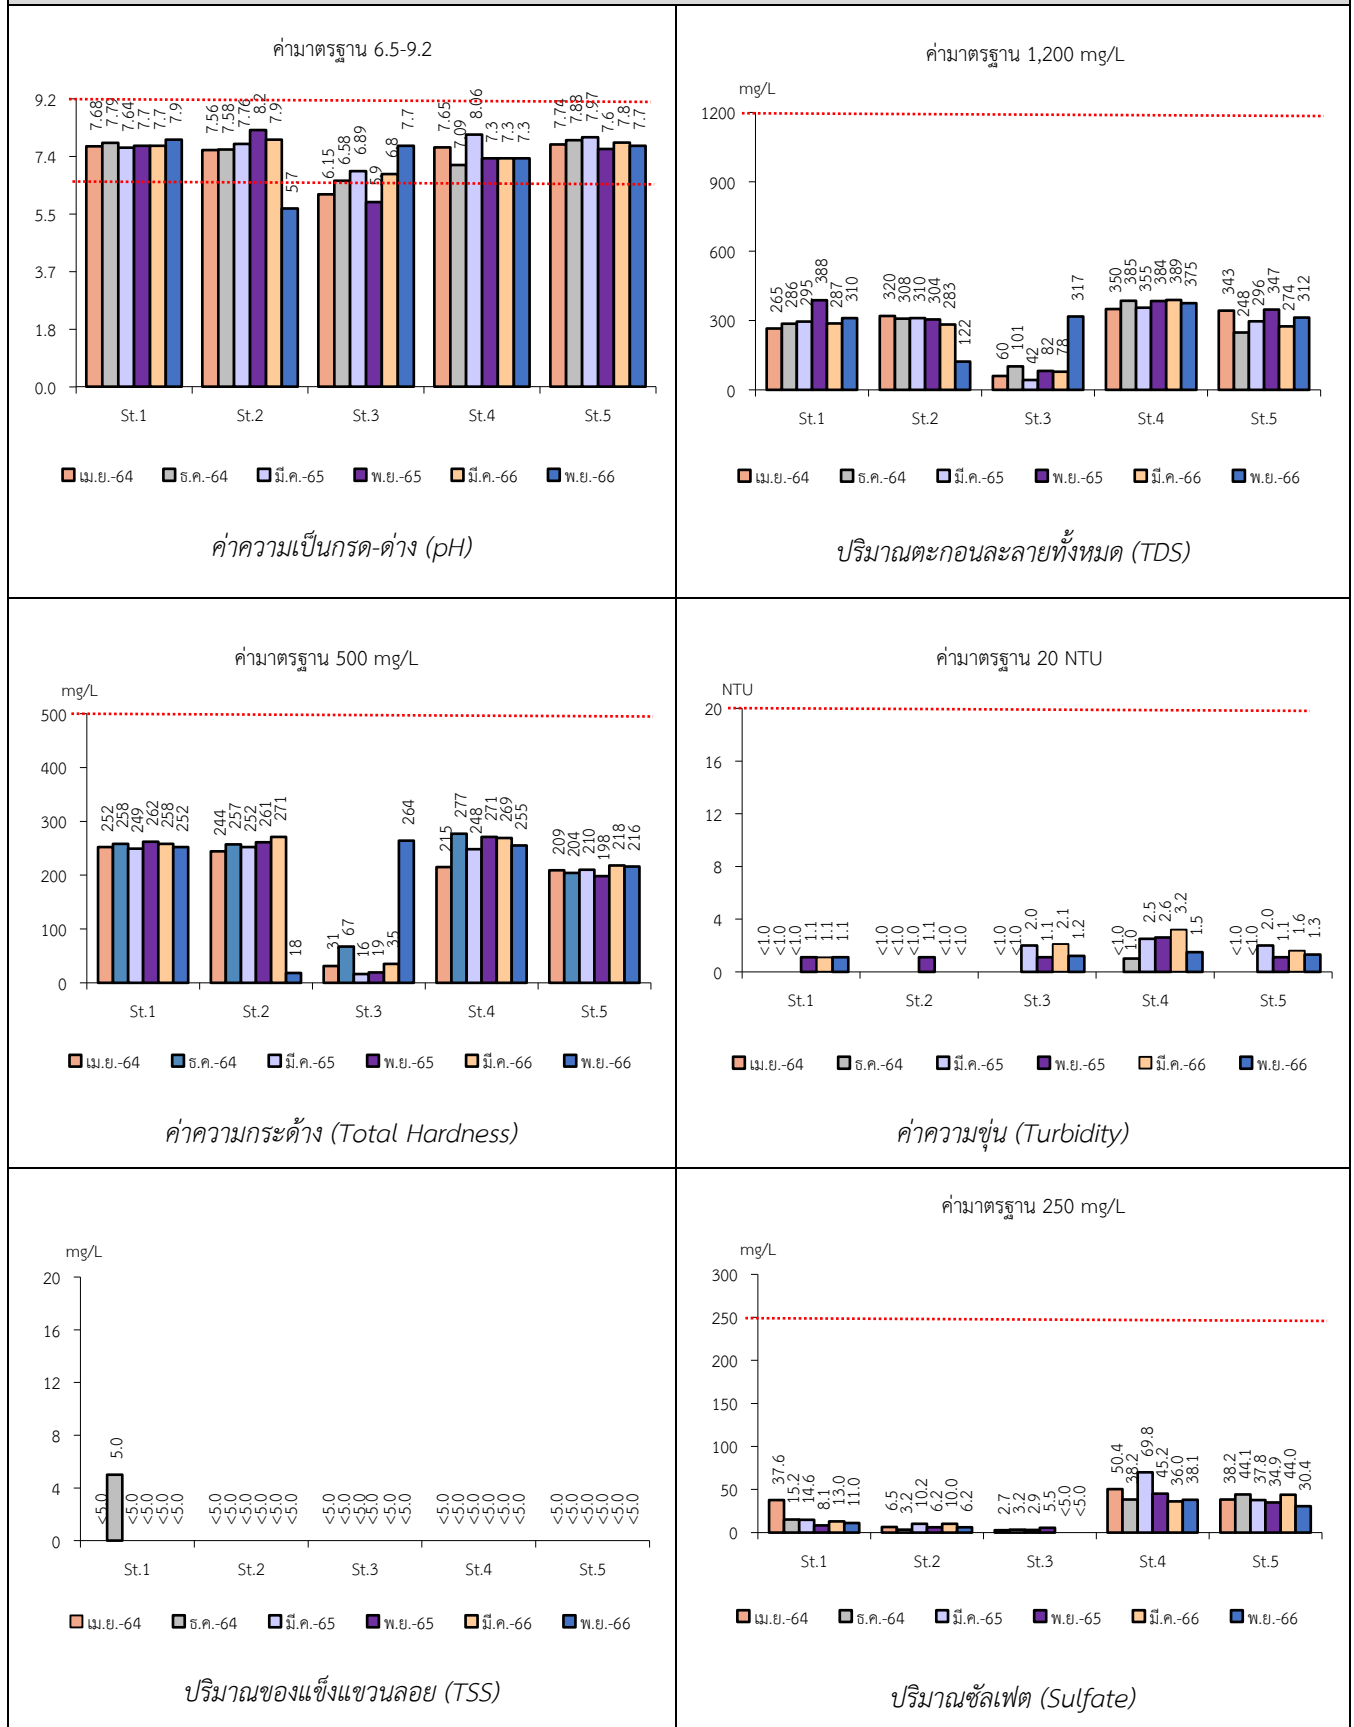 ค่ามาตรฐาน 6.5-9.2
9.2
7.4
5.5
3.7
1.8
0.0
7.68 7.79 7.64 7.7 7.7 7.9
7.56 7.58 7.76 8.2 7.9 5.7
6.15 6.58 6.89 5.9 6.8 7.7
7.65 7.09 8.06 7.3 7.3 7.3
7.74 7.88 7.97 7.6 7.8 7.7
St.1 St.2 St.3 St.4 St.5
เม.ย.-64 ธ.ค.-64 มี.ค.-65 พ.ย.-65 มี.ค.-66 พ.ย.-66
ค่าความเป็นกรด-ด่าง (pH)
ค่ามาตรฐาน 1,200 mg/L
mg/L
1200
900
600
300
0
265 286 295 388 287 310
320 308 310 304 283 122
60 101 42 82 78 317
350 385 355 384 389 375
343 248 296 347 274 312
St.1 St.2 St.3 St.4 St.5
เม.ย.-64 ธ.ค.-64 มี.ค.-65 พ.ย.-65 มี.ค.-66 พ.ย.-66
ปริมาณตะกอนละลายทั้งหมด (TDS)
ค่ามาตรฐาน 500 mg/L
mg/L
500
400
300
200
100
0
252 258 249 262 258 252
244 257 252 261 271 18
31 67 16 19 35 264
215 277 248 271 269 255
209 204 210 198 218 216
St.1 St.2 St.3 St.4 St.5
เม.ย.-64 ธ.ค.-64 มี.ค.-65 พ.ย.-65 มี.ค.-66 พ.ย.-66
ค่าความกระด้าง (Total Hardness)
ค่ามาตรฐาน 20 NTU
NTU
20
16
12
8
4
0
<1.0 <1.0 <1.0 1.1 1.1 1.1
<1.0 <1.0 <1.0 1.1 <1.0 <1.0
<1.0 <1.0 2.0 1.1 2.1 1.2
<1.0 1.0 2.5 2.6 3.2 1.5
<1.0 <1.0 2.0 1.1 1.6 1.3
St.1 St.2 St.3 St.4 St.5
เม.ย.-64 ธ.ค.-64 มี.ค.-65 พ.ย.-65 มี.ค.-66 พ.ย.-66
ค่าความขุ่น (Turbidity)
mg/L
20
16
12
8
4
0
<5.0 5.0 <5.0 <5.0 <5.0 <5.0
<5.0 <5.0 <5.0 <5.0 <5.0 <5.0
<5.0 <5.0 <5.0 <5.0 <5.0 <5.0
<5.0 <5.0 <5.0 <5.0 <5.0 <5.0
<5.0 <5.0 <5.0 <5.0 <5.0 <5.0
St.1 St.2 St.3 St.4 St.5
เม.ย.-64 ธ.ค.-64 มี.ค.-65 พ.ย.-65 มี.ค.-66 พ.ย.-66
ปริมาณของแข็งแขวนลอย (TSS)
ค่ามาตรฐาน 250 mg/L
mg/L
300
250
200
150
100
50
0
37.6 15.2 14.6 8.1 13.0 11.0
6.5 3.2 10.2 6.2 10.0 6.2
2.7 3.2 2.9 5.5 <5.0 <5.0
50.4 38.2 69.8 45.2 36.0 38.1
38.2 44.1 37.8 34.9 44.0 30.4
St.1 St.2 St.3 St.4 St.5
เม.ย.-64 ธ.ค.-64 มี.ค.-65 พ.ย.-65 มี.ค.-66 พ.ย.-66
ปริมาณซัลเฟต (Sulfate)